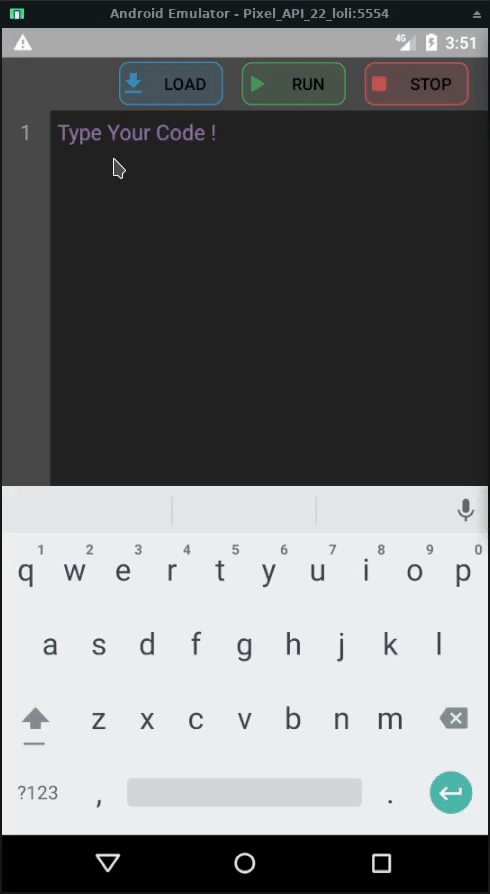 Android Emulator - Pixel_API_22_loli:5554
4G 3:51
LOAD RUN STOP
1 Type Your Code !
1 2 3 4 5 6 7 8 9 0
q w e r t y u i o p
a s d f g h j k l
z x c v b n m
?123 , .